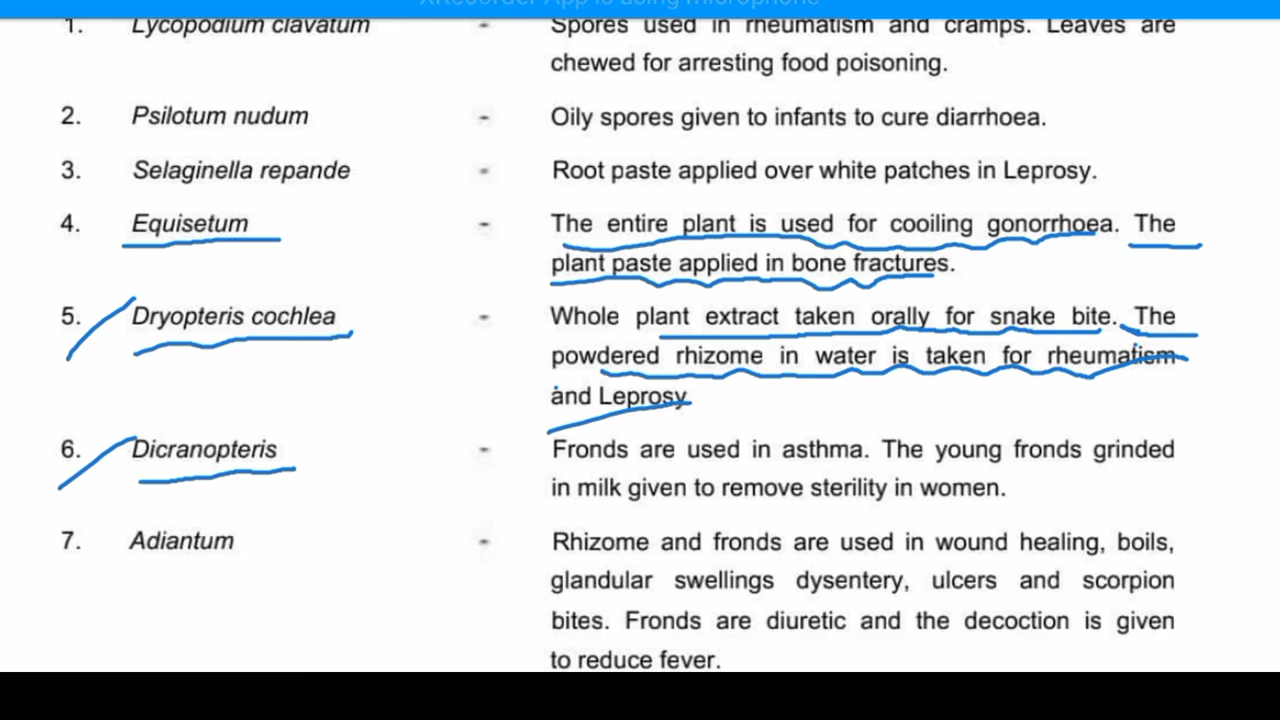 XRecorder App is using microphone
1. Lycopodium clavatum - Spores used in rheumatism and cramps. Leaves are
chewed for arresting food poisoning.
2. Psilotum nudum - Oily spores given to infants to cure diarrhoea.
3. Selaginella repande - Root paste applied over white patches in Leprosy.
4. Equisetum - The entire plant is used for cooiling gonorrhoea. The
plant paste applied in bone fractures.
5. Dryopteris cochlea - Whole plant extract taken orally for snake bite. The
powdered rhizome in water is taken for rheumatism
and Leprosy.
6. Dicranopteris - Fronds are used in asthma. The young fronds grinded
in milk given to remove sterility in women.
7. Adiantum - Rhizome and fronds are used in wound healing, boils,
glandular swellings dysentery, ulcers and scorpion
bites. Fronds are diuretic and the decoction is given
to reduce fever.